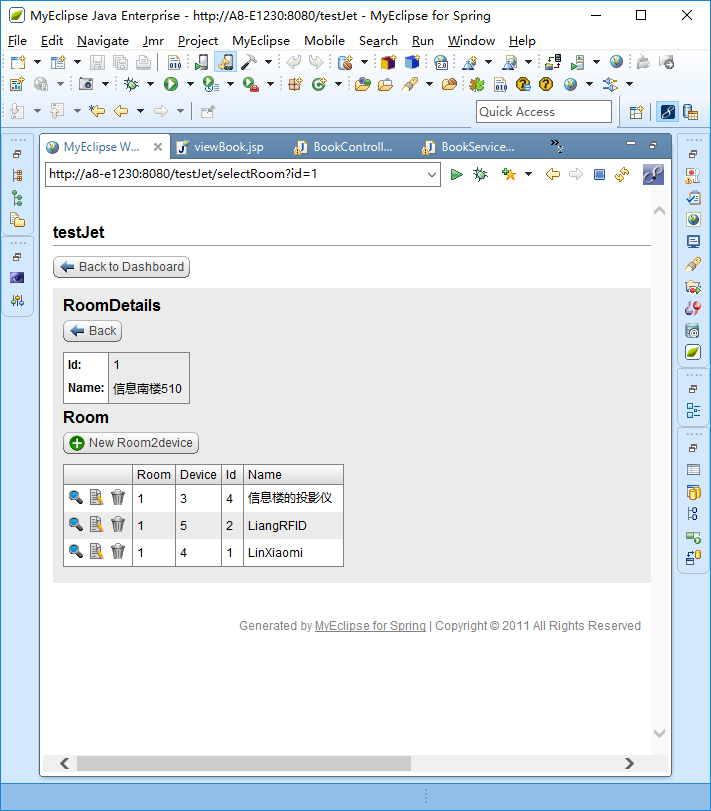 MyEclipse Java Enterprise - http://A8-E1230:8080/testJet - MyEclipse for Spring
File Edit Navigate Jmr Project MyEclipse Mobile Search Run Window Help
Quick Access
MyEclipse W... viewBook.jsp BookControll... BookService...
http://a8-e1230:8080/testJet/selectRoom?id=1
testJet
Back to Dashboard
RoomDetails
Back
Id: 1
Name: 信息南楼510
Room
New Room2device
Room Device Id Name
1 3 4 信息楼的投影仪
1 5 2 LiangRFID
1 4 1 LinXiaomi
Generated by MyEclipse for Spring | Copyright © 2011 All Rights Reserved